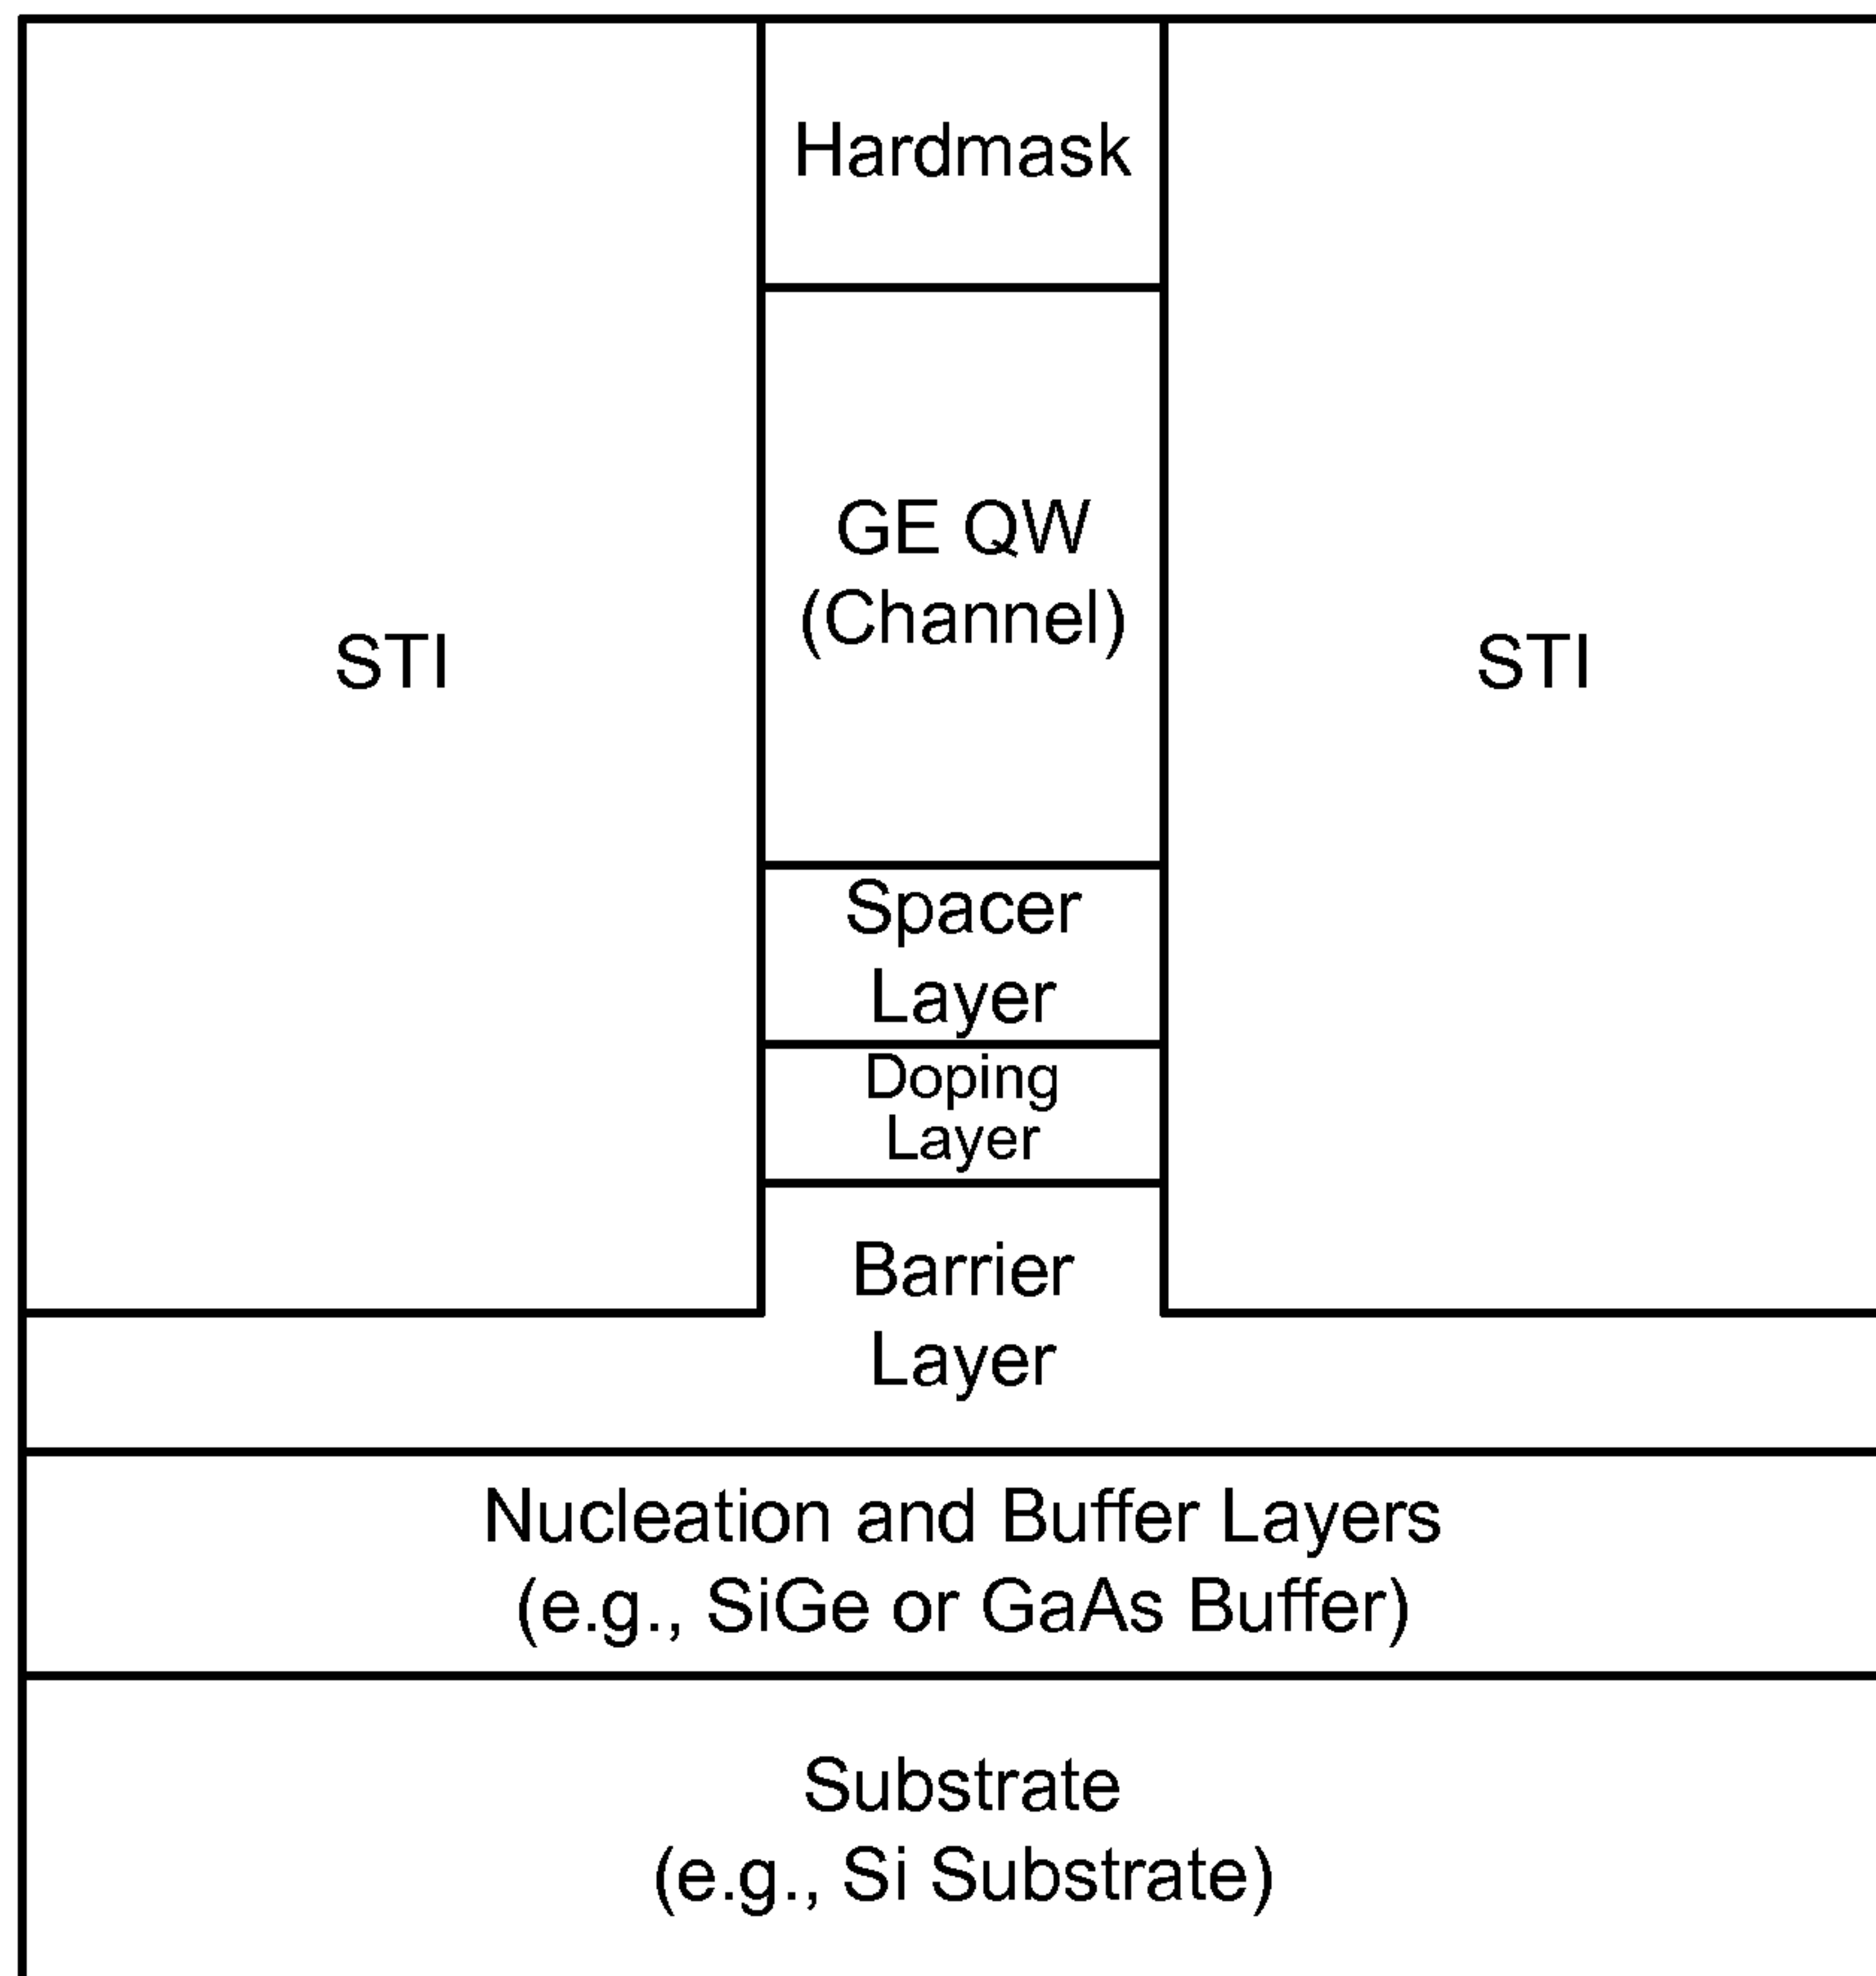 Hardmask
GE QW
(Channel)
STI
STI
Spacer
Layer
Doping
Layer
Barrier
Layer
Nucleation and Buffer Layers
(e.g., SiGe or GaAs Buffer)
Substrate
(e.g., Si Substrate)